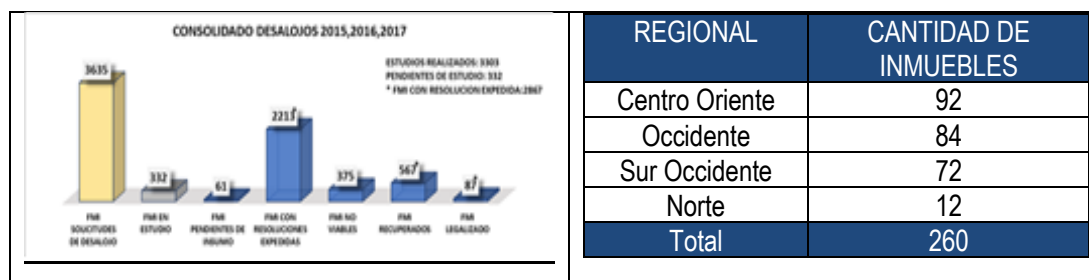 CONSOLIDADO DESALOJOS 2015,2016,2017
ESTUDIOS REALIZADOS: 3303
PENDIENTES DE ESTUDIO: 332
* FMI CON RESOLUCION EXPEDIDA:2867
3635
332
61
2213*
375
567*
87*
FMI SOLICITUDES DE DESALOJO
FMI EN ESTUDIO
FMI PENDIENTES DE INSUMO
FMI CON RESOLUCIONES EXPEDIDAS
FMI NO VIABLES
FMI RECUPERADOS
FMI LEGALIZADO
REGIONAL CANTIDAD DE
INMUEBLES
Centro Oriente 92
Occidente 84
Sur Occidente 72
Norte 12
Total 260